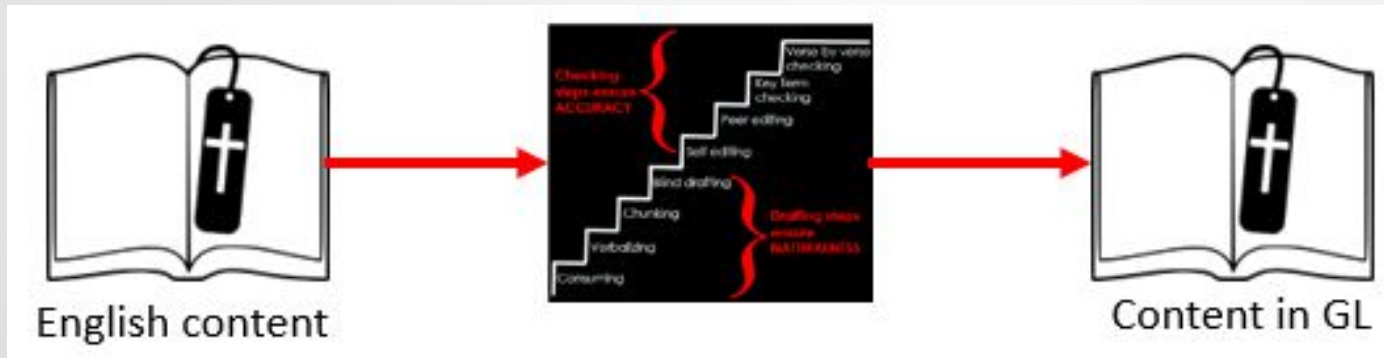 Verse by verse
checking
Checking
steps ensure
ACCURACY
Key term
checking
Peer editing
Self editing
Blind drafting
Chunking
Drafting steps
ensure
NATURALNESS
Verbalizing
Consuming
English content
Content in GL